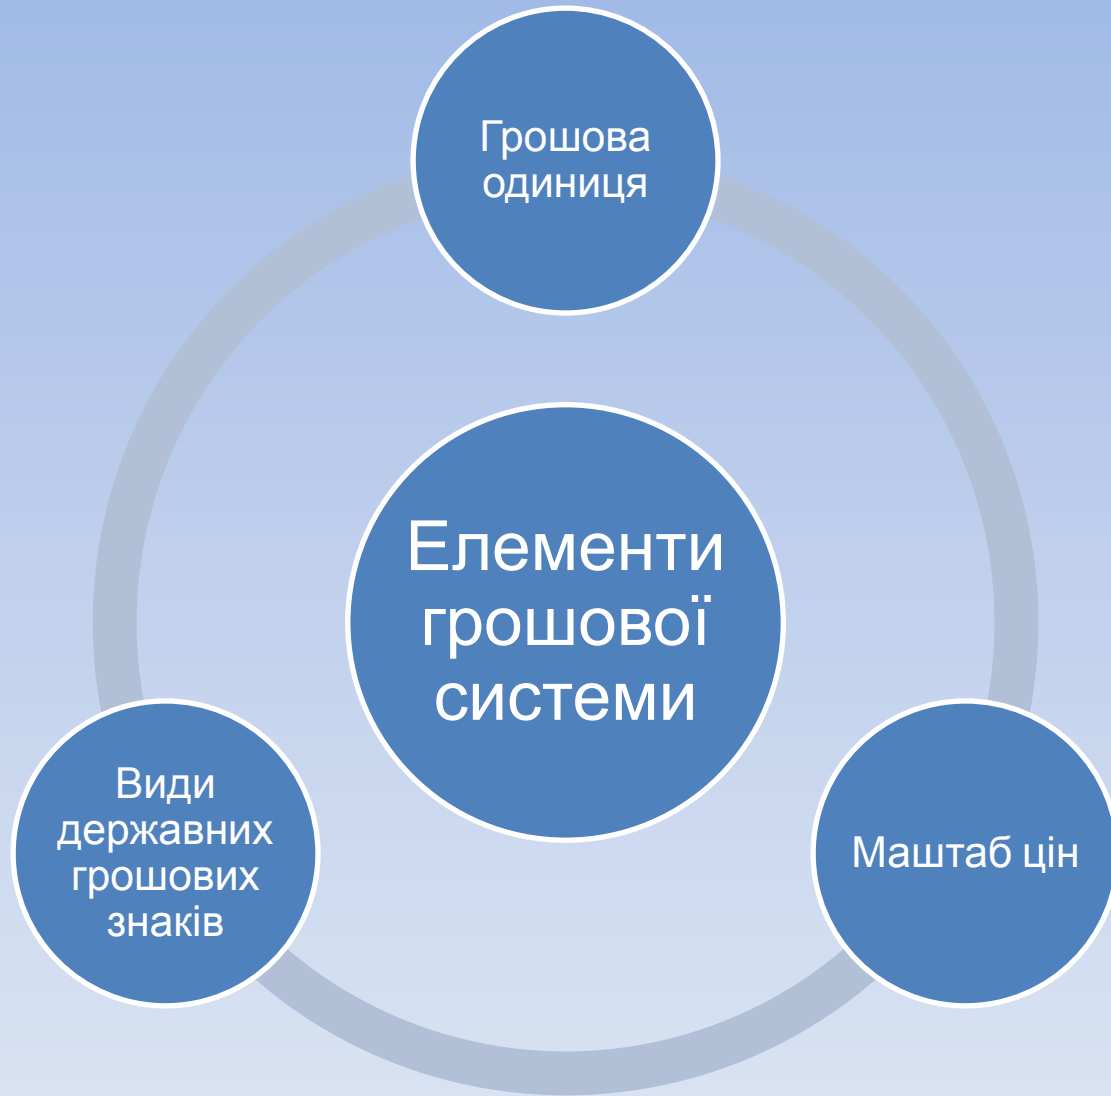 Грошова
одиниця
Елементи
грошової
системи
Види
державних
грошових
знаків
Маштаб цін